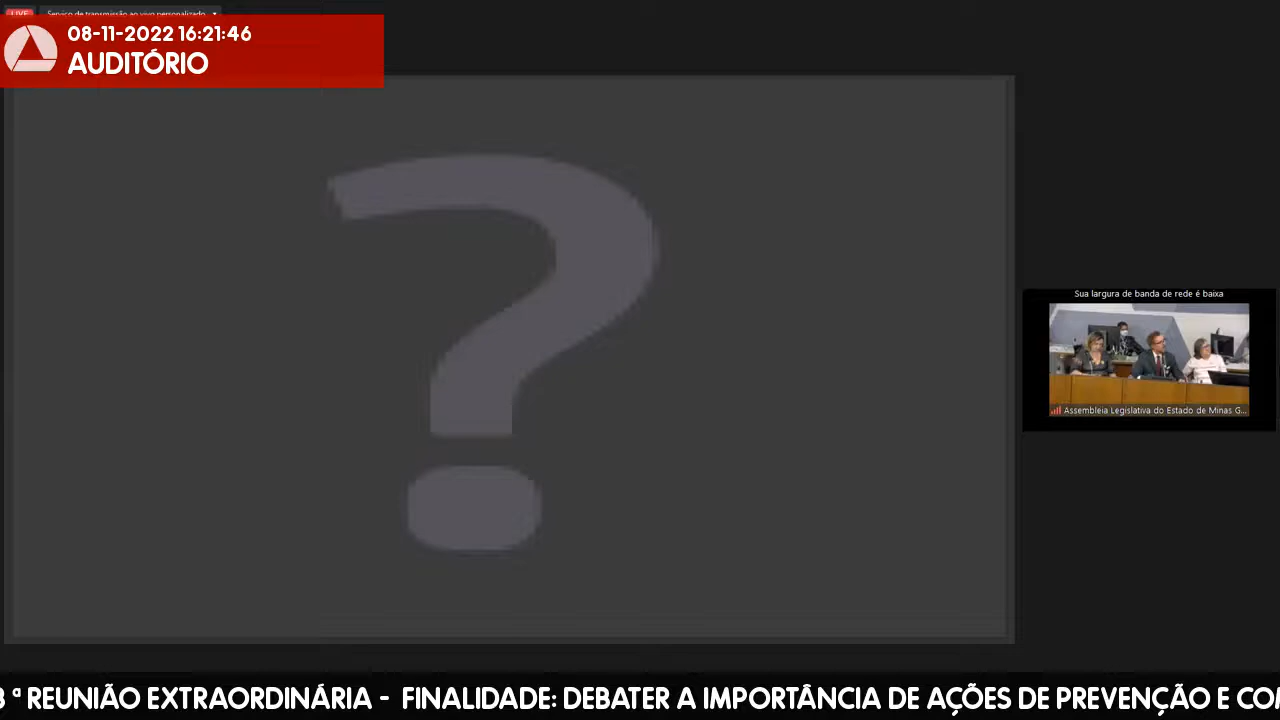 LIVE Serviço de transmissão ao vivo personalizado
08-11-2022 16:21:46
AUDITÓRIO
?
Sua largura de banda de rede é baixa
Assembleia Legislativa do Estado de Minas G...
ª REUNIÃO EXTRAORDINÁRIA - FINALIDADE: DEBATER A IMPORTÂNCIA DE AÇÕES DE PREVENÇÃO E